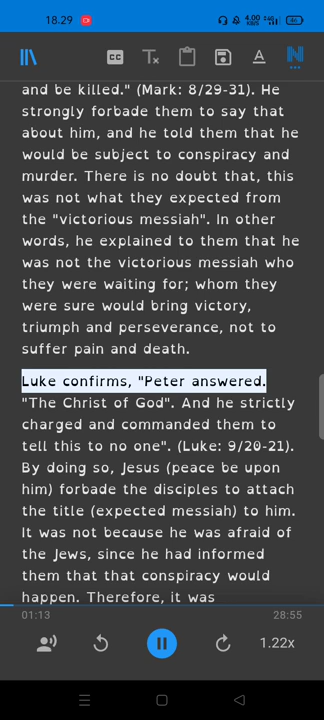 18.29
4.00
KB/S
CC
and be killed." (Mark: 8/29-31). He
strongly forbade them to say that
about him, and he told them that he
would be subject to conspiracy and
murder. There is no doubt that, this
was not what they expected from
the "victorious messiah". In other
words, he explained to them that he
was not the victorious messiah who
they were waiting for; whom they
were sure would bring victory,
triumph and perseverance, not to
suffer pain and death.
Luke confirms, "Peter answered.
"The Christ of God". And he strictly
charged and commanded them to
tell this to no one". (Luke: 9/20-21).
By doing so, Jesus (peace be upon
him) forbade the disciples to attach
the title (expected messiah) to him.
It was not because he was afraid of
the Jews, since he had informed
them that that conspiracy would
happen. Therefore, it was
01:13
28:55
1.22x